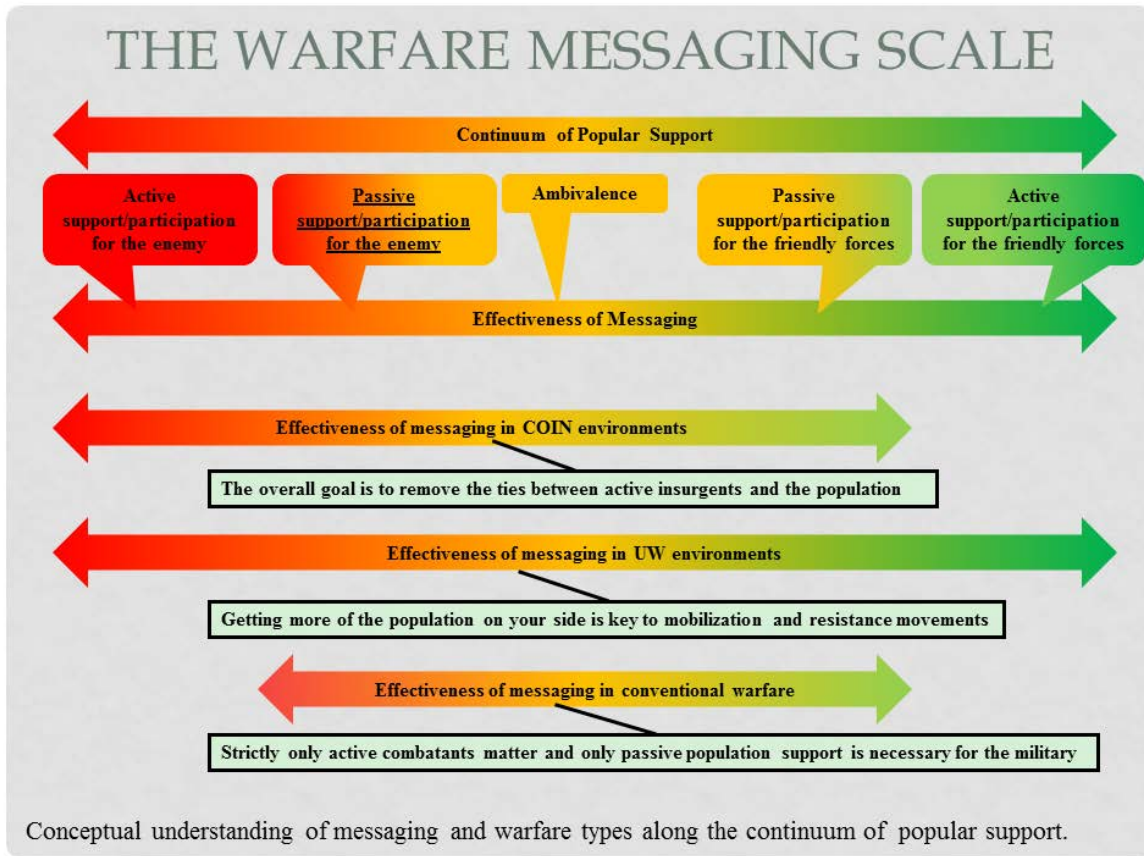 THE WARFARE MESSAGING SCALE
Continuum of Popular Support
Active
support/participation
for the enemy
Passive
support/participation
for the enemy
Ambivalence
Passive
support/participation
for the friendly forces
Active
support/participation
for the friendly forces
Effectiveness of Messaging
Effectiveness of messaging in COIN environments
The overall goal is to remove the ties between active insurgents and the population
Effectiveness of messaging in UW environments
Getting more of the population on your side is key to mobilization and resistance movements
Effectiveness of messaging in conventional warfare
Strictly only active combatants matter and only passive population support is necessary for the military
Conceptual understanding of messaging and warfare types along the continuum of popular support.